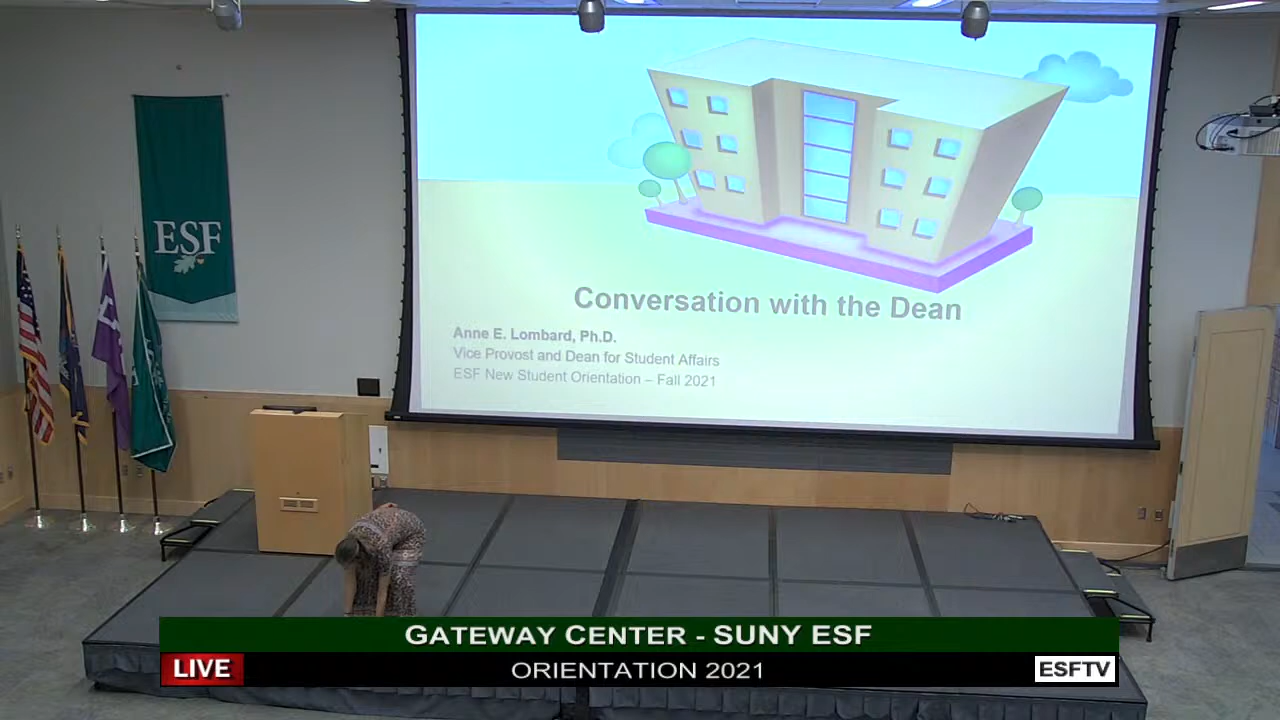 ESF
Conversation with the Dean
Anne E. Lombard, Ph.D.
Vice Provost and Dean for Student Affairs
ESF New Student Orientation – Fall 2021
GATEWAY CENTER - SUNY ESF
LIVE
ORIENTATION 2021
ESFTV